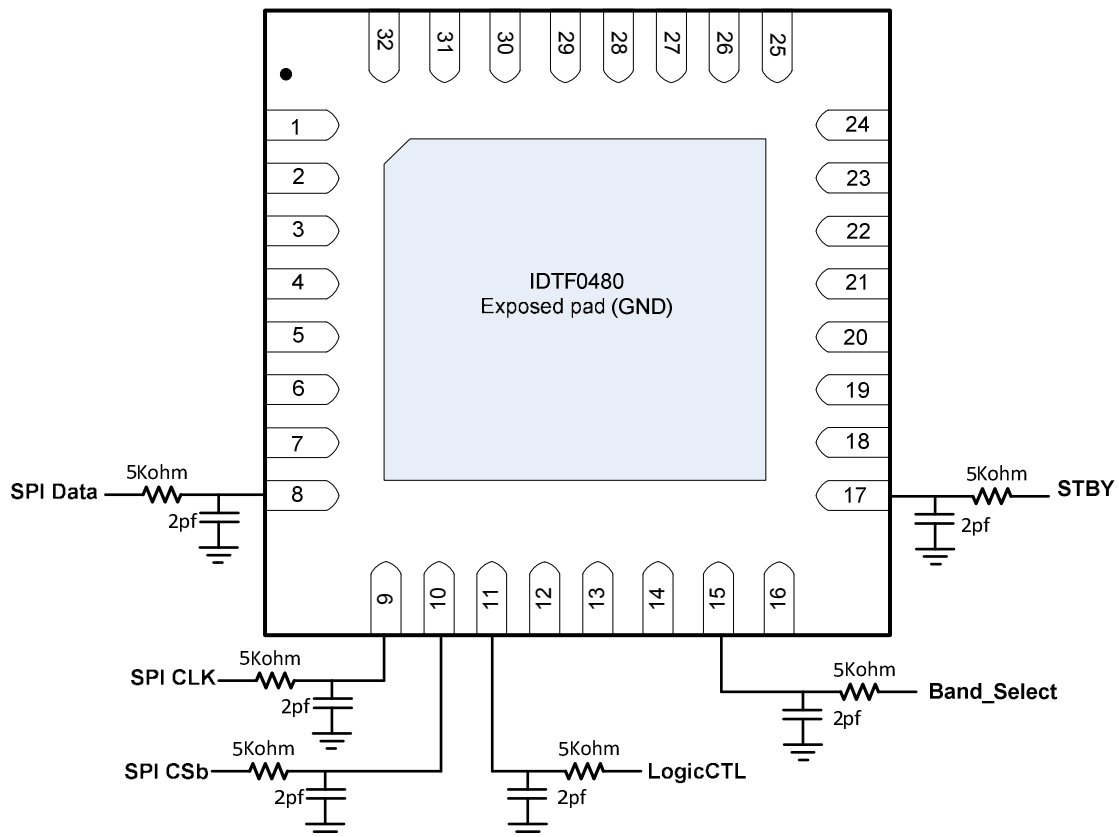 32 31 30 29 28 27 26 25
1
24
2
23
3
22
4
21
5
20
6
19
7
18
8
17
IDTF0480
Exposed pad (GND)
SPI Data
5Kohm
2pf
5Kohm
STBY
2pf
9 10 11 12 13 14 15 16
SPI CLK
5Kohm
2pf
5Kohm
Band_Select
2pf
SPI CSb
5Kohm
2pf
5Kohm
LogicCTL
2pf